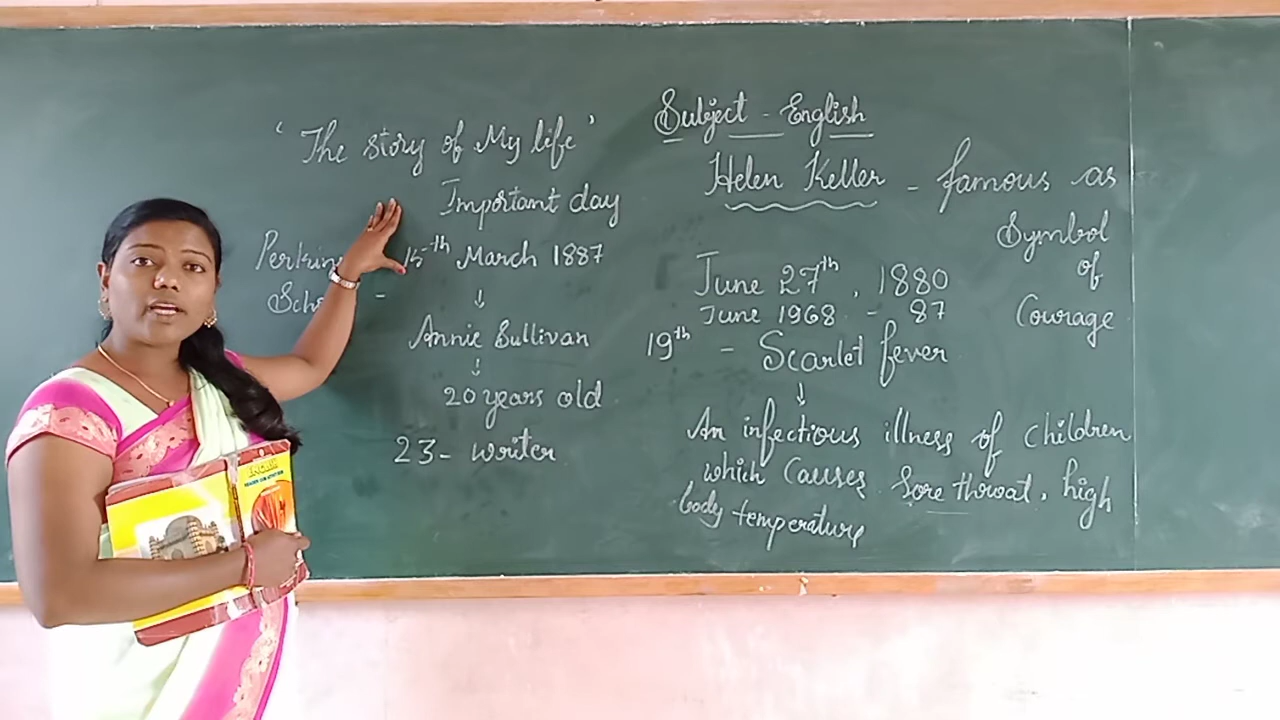 Subject - English
' The story of My life '
Important day
Perkin
Sch -
15th March 1887
↓
Annie Sullivan
↓
20 years old
23 - writer
Helen Keller - famous as
Symbol
of
Courage
June 27th, 1880
June 1968 - 87
19th - Scarlet fever
↓
An infectious illness of children
which Causes Sore throat, high
body temperature
ENGLISH